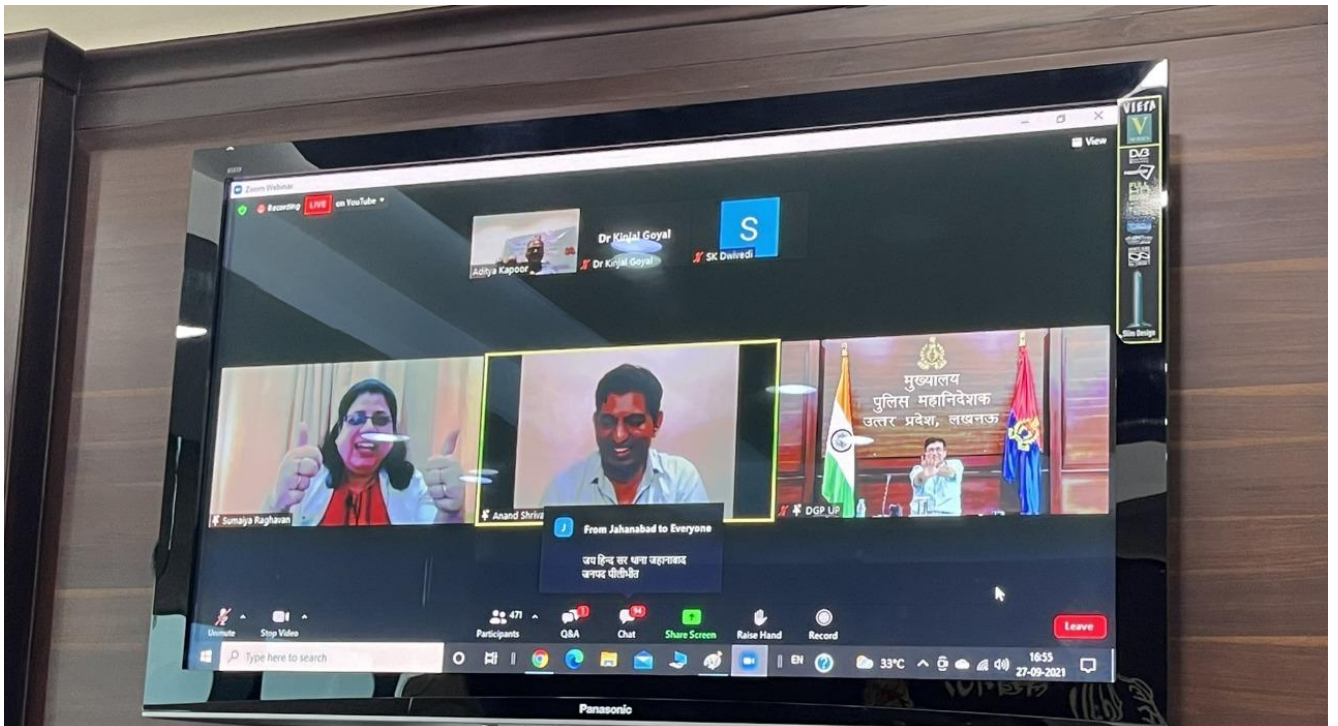 Zoom Webinar
Recording LIVE on YouTube
View
Aditya Kapoor
Dr Kinjal Goyal
Dr Kinjal Goyal
S
SK Dwivedi
मुख्यालय
पुलिस महानिदेशक
उत्तर प्रदेश, लखनऊ
Sumaiya Raghavan
Anand Shriva
DGP UP
J
From Jahanabad to Everyone
जय हिन्द सर थाना जहानाबाद
जनपद पीलीभीत
Unmute
Stop Video
471
Participants
1
Q&A
94
Chat
Share Screen
Raise Hand
Record
Leave
Type here to search
EN
33°C
16:55
27-09-2021
Panasonic
VIERA
V
Slim Design